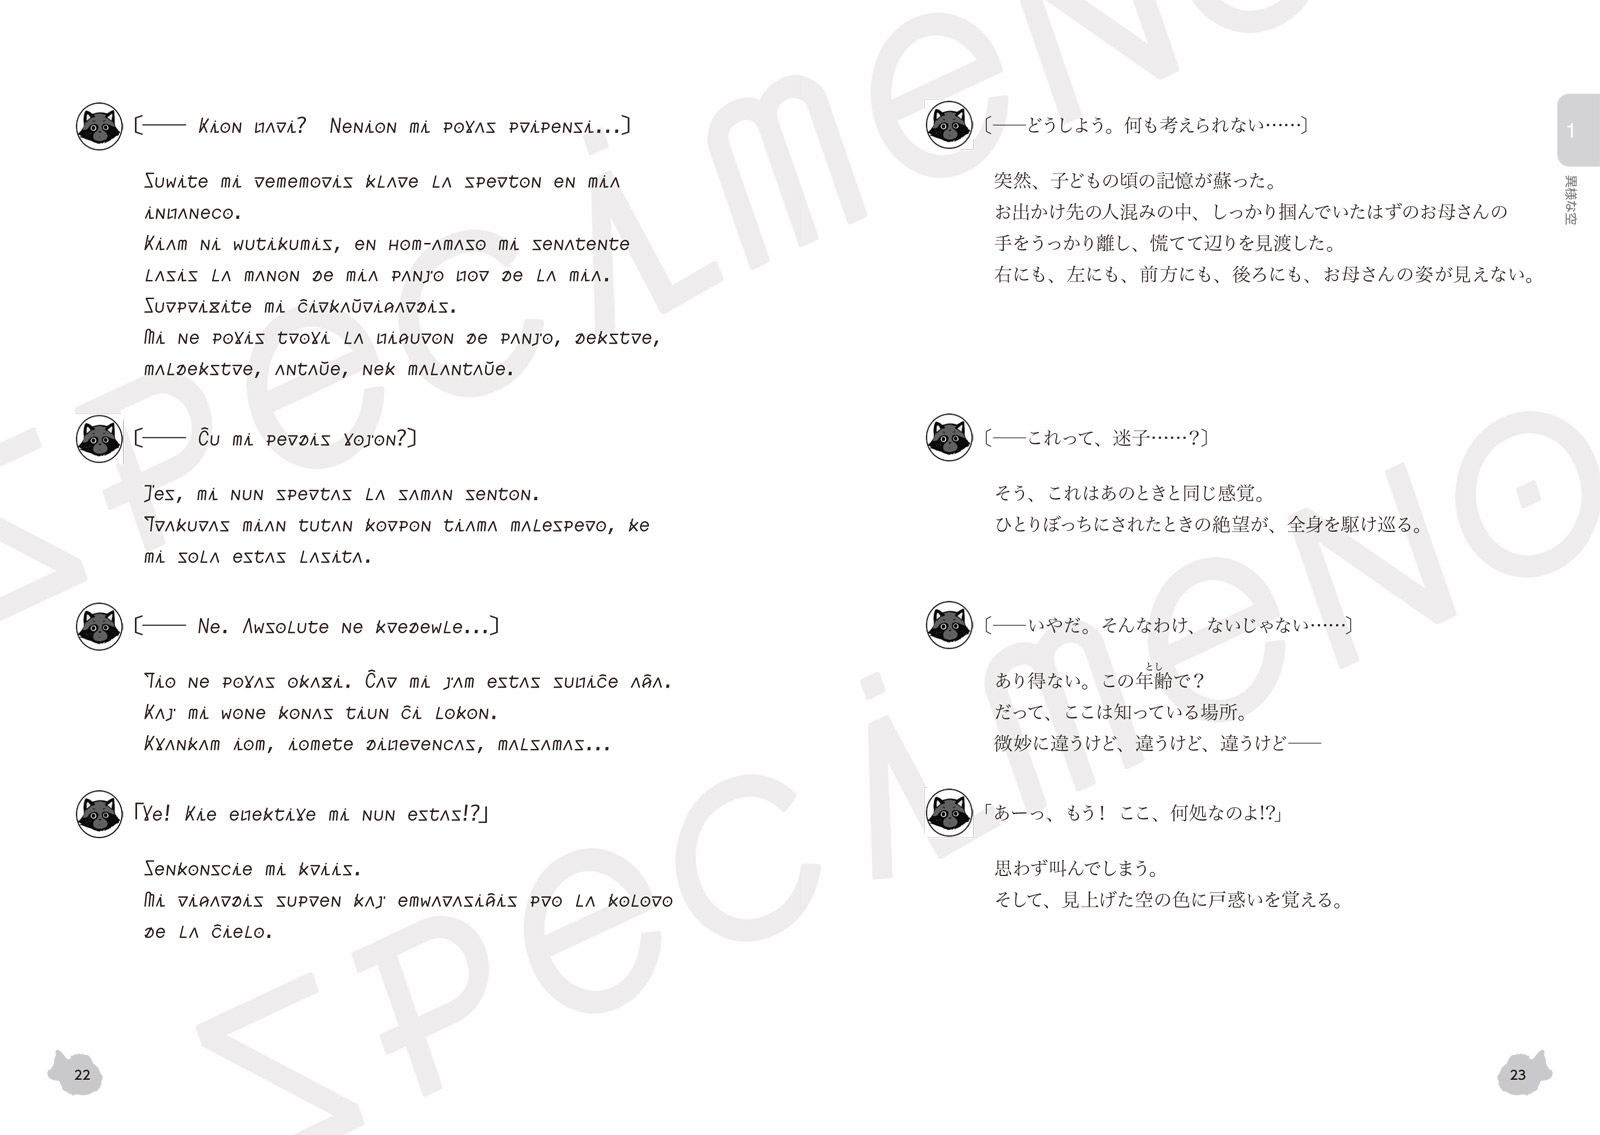 〔── Kion fari?　Nenion mi povas pripensi...〕
Subite mi rememoris klare la sperton en mia
infaneco.
Kiam ni butikumis, en hom-amaso mi senatente
lasis la manon de mia panjo for de la mia.
Surprizite mi ĉirkaŭrigardis.
Mi ne povis trovi la figuron de panjo, dekstre,
maldekstre, antaŭe, nek malantaŭe.
〔── Ĉu mi perdis vojon?〕
Jes, mi nun spertas la saman senton.
Trakuras mian tutan korpon tiama malespero, ke
mi sola estas lasita.
〔── Ne. Absolute ne kredeble...〕
Tio ne povas okazi. Ĉar mi jam estas sufiĉe aĝa.
Kaj mi bone konas tiun ĉi lokon.
Kvankam iom, iomete diferencas, malsamas...
「Ve! Kie efektive mi nun estas!?」
Senkonscie mi kriis.
Mi rigardis supren kaj embarasiĝis pro la koloro
de la ĉielo.
22
〔──どうしよう。何も考えられない……〕
突然、子どもの頃の記憶が蘇った。
お出かけ先の人混みの中、しっかり掴んでいたはずのお母さんの
手をうっかり離し、慌てて辺りを見渡した。
右にも、左にも、前方にも、後ろにも、お母さんの姿が見えない。
〔──これって、迷子……？〕
そう、これはあのときと同じ感覚。
ひとりぼっちにされたときの絶望が、全身を駆け巡る。
〔──いやだ。そんなわけ、ないじゃない……〕
とし
あり得ない。この年齢で？
だって、ここは知っている場所。
微妙に違うけど、違うけど、違うけど──
「あーっ、もう！ ここ、何処なのよ!?」
思わず叫んでしまう。
そして、見上げた空の色に戸惑いを覚える。
1
異様な空
23
Specimeno
Specimeno